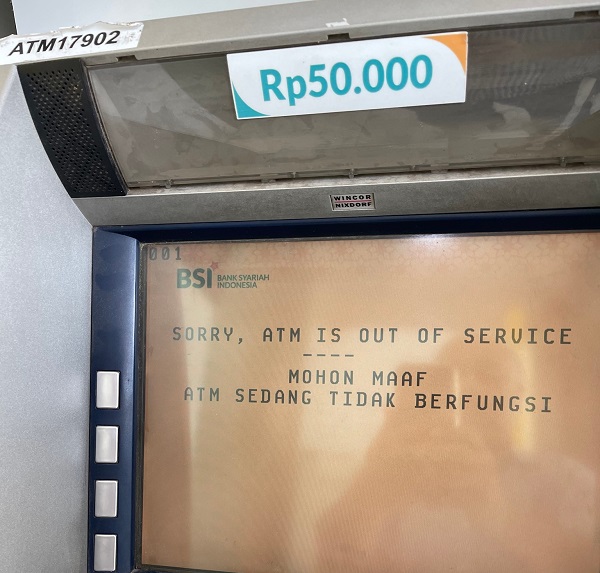 ATM17902
Rp50.000
WINCOR
NIXDORF
001
BSI BANK SYARIAH
INDONESIA
SORRY, ATM IS OUT OF SERVICE
----
MOHON MAAF
ATM SEDANG TIDAK BERFUNGSI